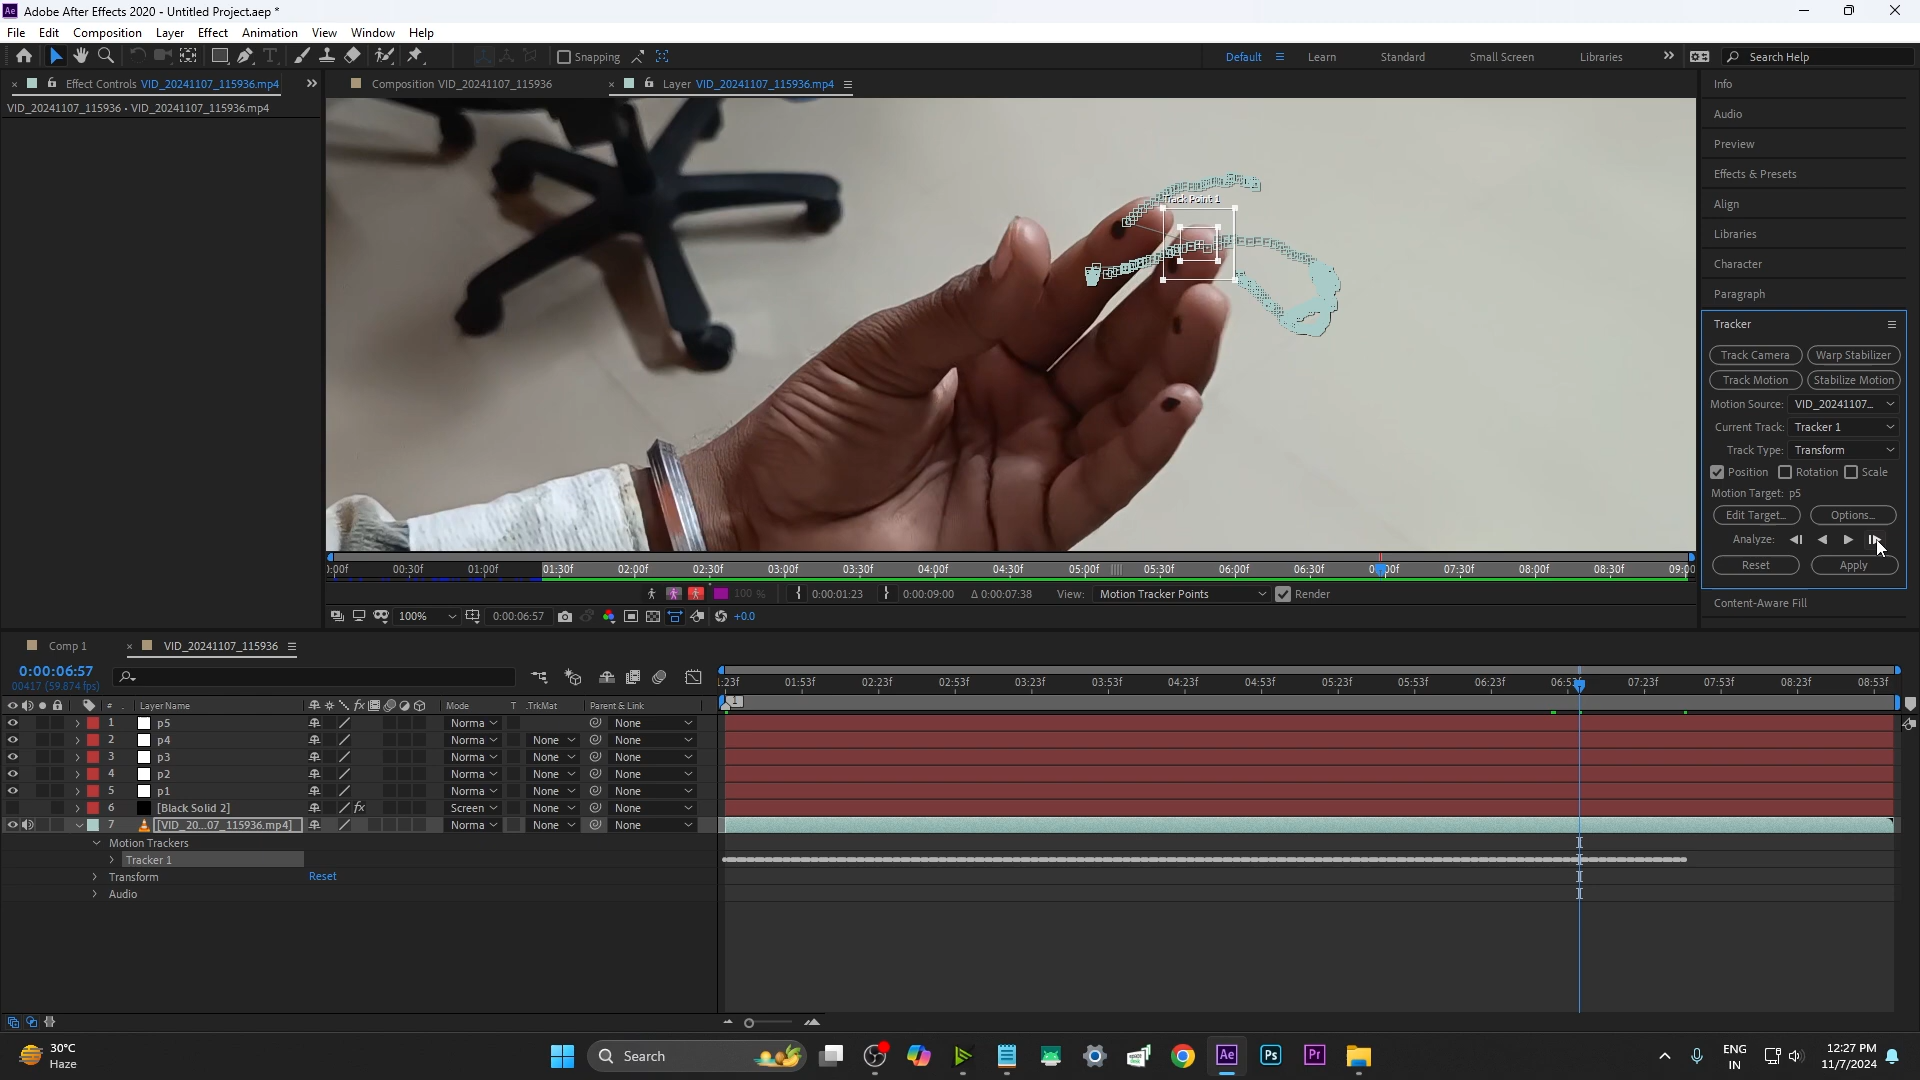 Ae Adobe After Effects 2020 - Untitled Project.aep *
File Edit Composition Layer Effect Animation View Window Help
Snapping Default Learn Standard Small Screen Libraries Search Help
Effect Controls VID_20241107_115936.mp4
Composition VID_20241107_115936
Layer VID_20241107_115936.mp4
VID_20241107_115936 • VID_20241107_115936.mp4
Track Point 1
Info
Audio
Preview
Effects & Presets
Align
Libraries
Character
Paragraph
Tracker
Track Camera Warp Stabilizer
Track Motion Stabilize Motion
Motion Source: VID_20241107...
Current Track: Tracker 1
Track Type: Transform
Position Rotation Scale
Motion Target: p5
Edit Target... Options...
Analyze:
Reset Apply
Content-Aware Fill
00:30f 01:00f 01:30f 02:00f 02:30f 03:00f 03:30f 04:00f 04:30f 05:00f 05:30f 06:00f 06:30f 07:30f 08:00f 08:30f
100 % 0:00:01:23 0:00:09:00 Δ 0:00:07:38 View: Motion Tracker Points Render
100% 0:00:06:57 +0.0
Comp 1 VID_20241107_115936
0:00:06:57
00417 (59.874 fps)
:23f 01:53f 02:23f 02:53f 03:23f 03:53f 04:23f 04:53f 05:23f 05:53f 06:23f 07:23f 07:53f 08:23f 08:53f
# Layer Name fx Mode T .TrkMat Parent & Link
1
1 p5 Norma None
2 p4 Norma None None
3 p3 Norma None None
4 p2 Norma None None
5 p1 Norma None None
6 [Black Solid 2] fx Screen None None
7 [VID_20...07_115936.mp4] Norma None None
Motion Trackers
Tracker 1
Transform Reset
Audio
30°C
Haze
Search
Ae Ps Pr
ENG
IN
12:27 PM
11/7/2024